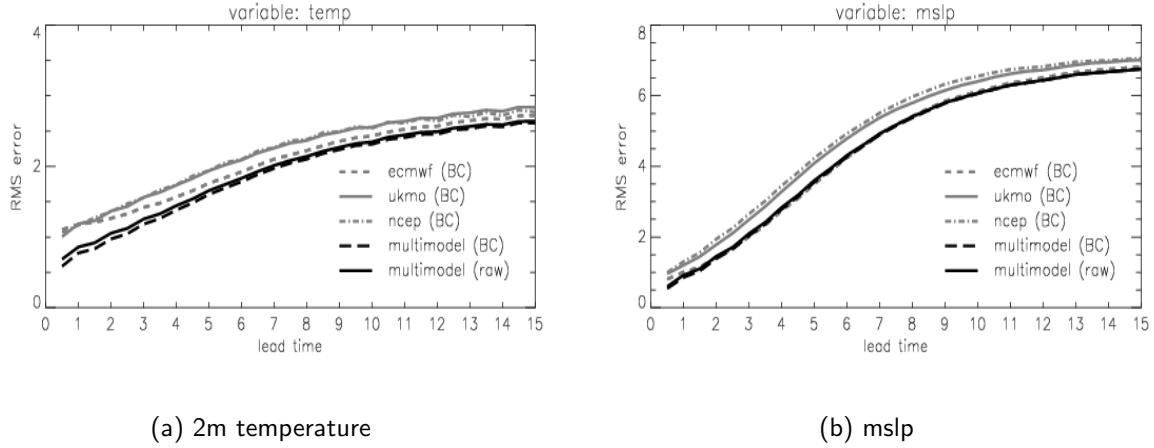 variable: temp
4
2
0
RMS error
0 1 2 3 4 5 6 7 8 9 10 11 12 13 14 15
lead time
ecmwf (BC)
ukmo (BC)
ncep (BC)
multimodel (BC)
multimodel (raw)
(a) 2m temperature
variable: mslp
8
6
4
2
0
RMS error
0 1 2 3 4 5 6 7 8 9 10 11 12 13 14 15
lead time
ecmwf (BC)
ukmo (BC)
ncep (BC)
multimodel (BC)
multimodel (raw)
(b) mslp